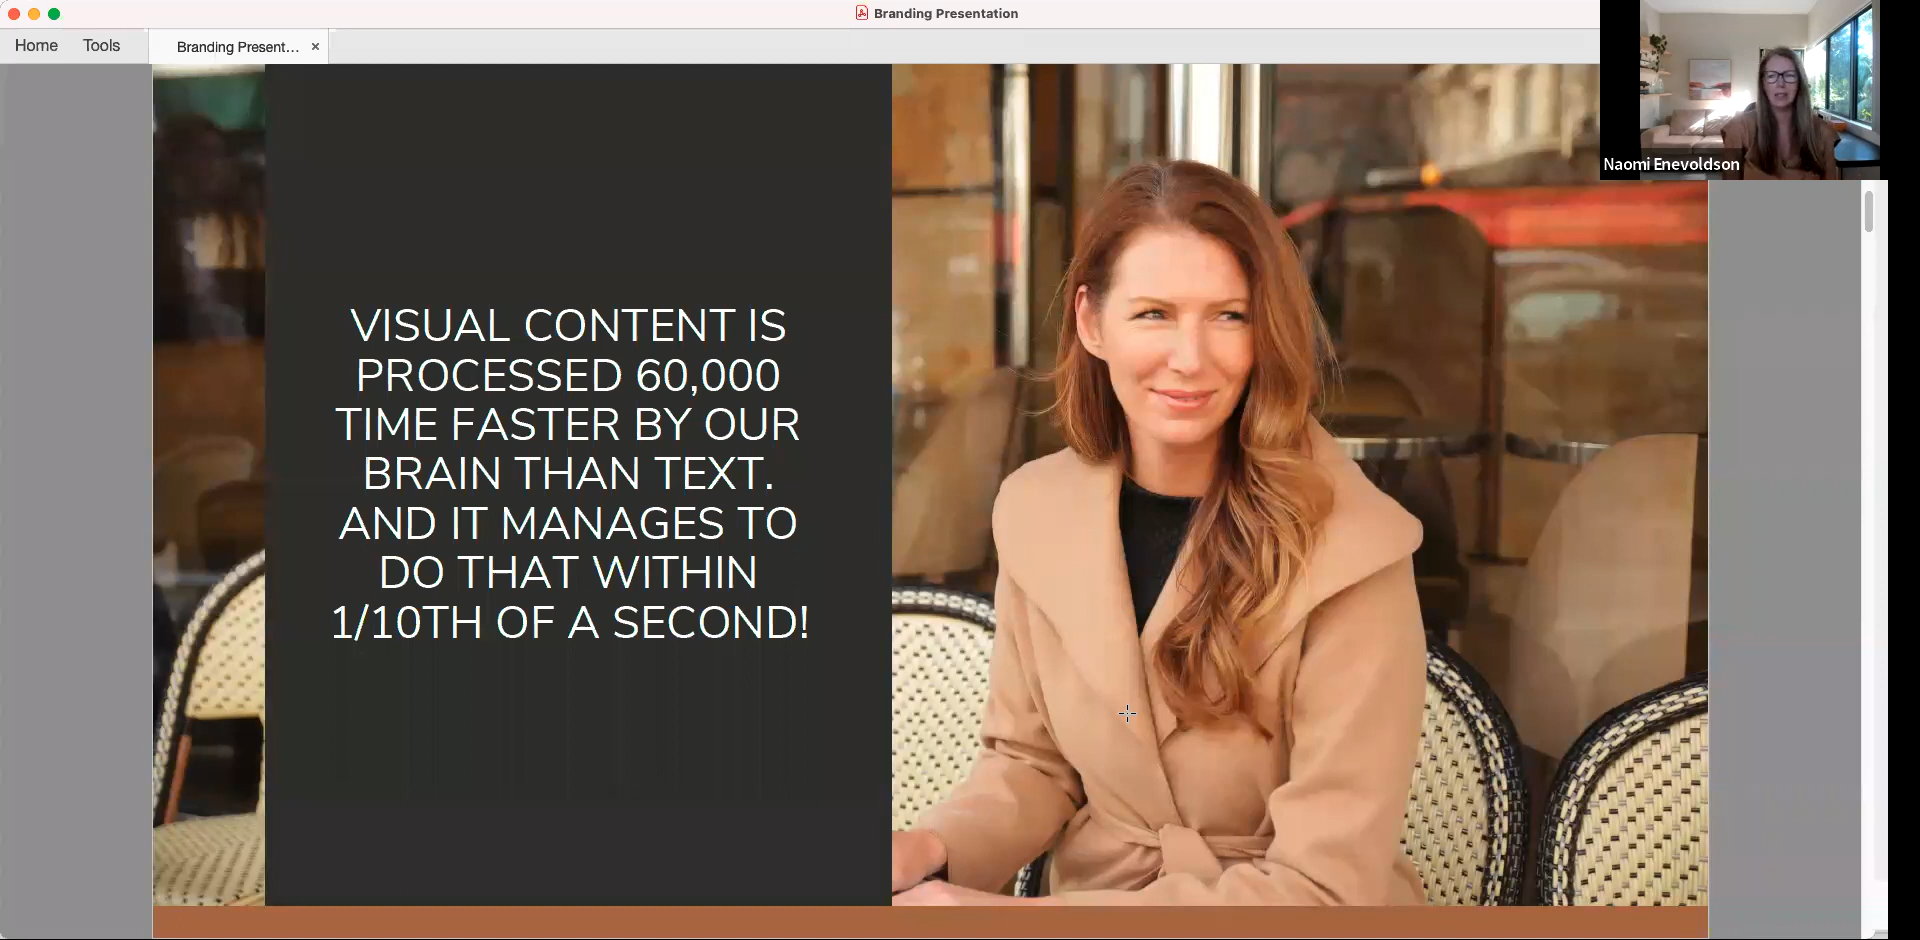 Branding Presentation
Home Tools Branding Present... ×
Naomi Enevoldson
VISUAL CONTENT IS
PROCESSED 60,000
TIME FASTER BY OUR
BRAIN THAN TEXT.
AND IT MANAGES TO
DO THAT WITHIN
1/10TH OF A SECOND!